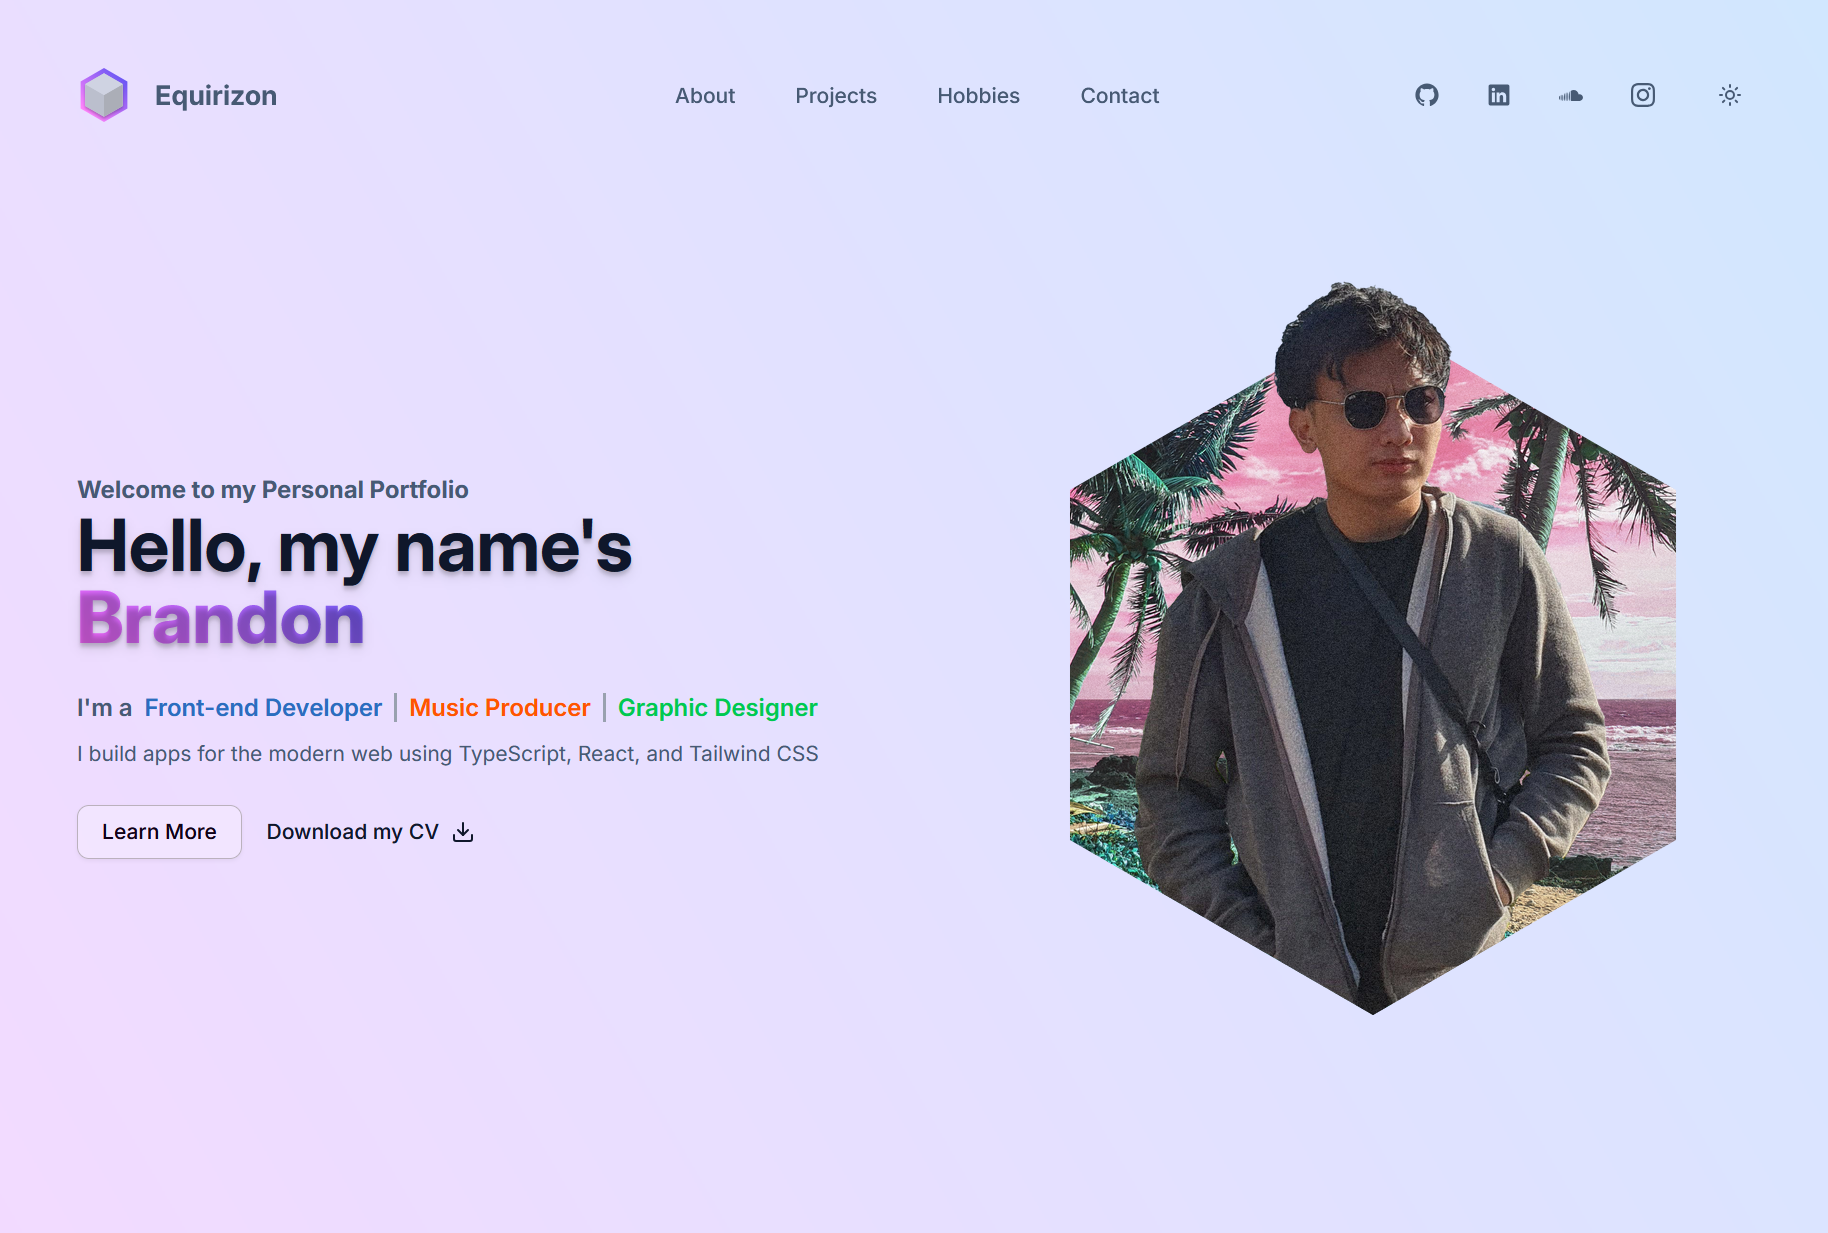 Equirizon
About
Projects
Hobbies
Contact
Welcome to my Personal Portfolio
Hello, my name's
Brandon
I'm a Front-end Developer | Music Producer | Graphic Designer
I build apps for the modern web using TypeScript, React, and Tailwind CSS
Learn More
Download my CV